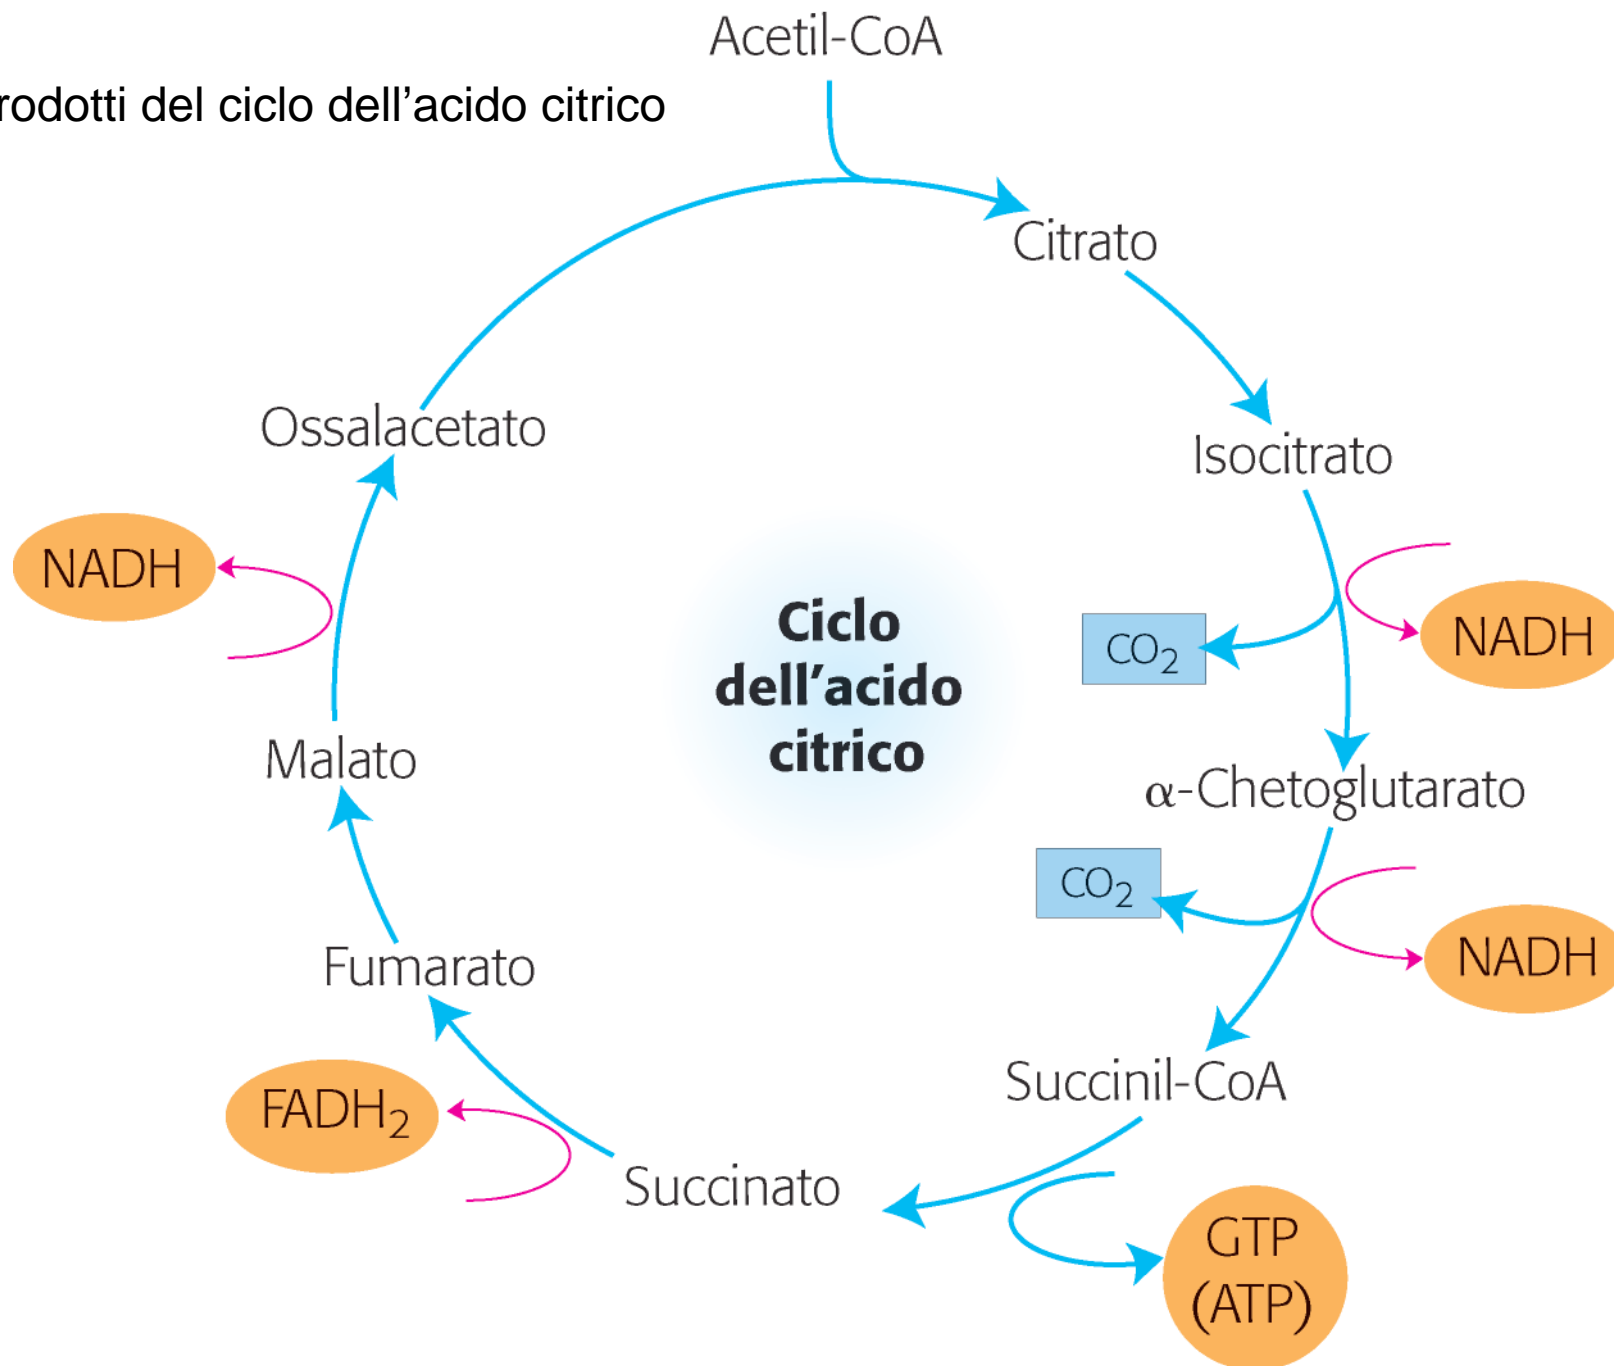 Acetil-CoA
rodotti del ciclo dell’acido citrico
Citrato
Ossalacetato
Isocitrato
NADH
Ciclo
dell’acido
citrico
CO₂
NADH
Malato
α-Chetoglutarato
CO₂
NADH
Fumarato
Succinil-CoA
FADH₂
Succinato
GTP
(ATP)